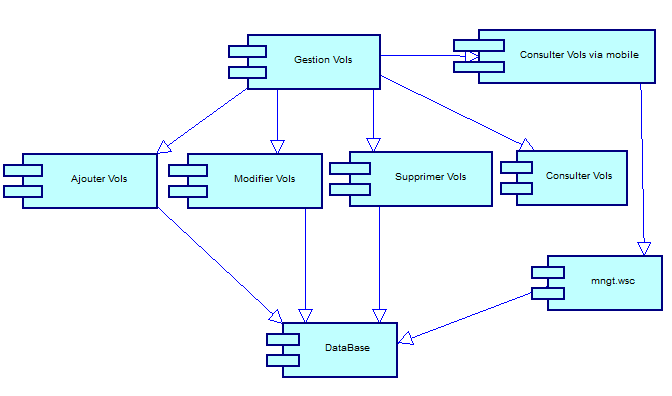 Gestion Vols
Consulter Vols via mobile
Ajouter Vols
Modifier Vols
Supprimer Vols
Consulter Vols
mngt.wsc
DataBase